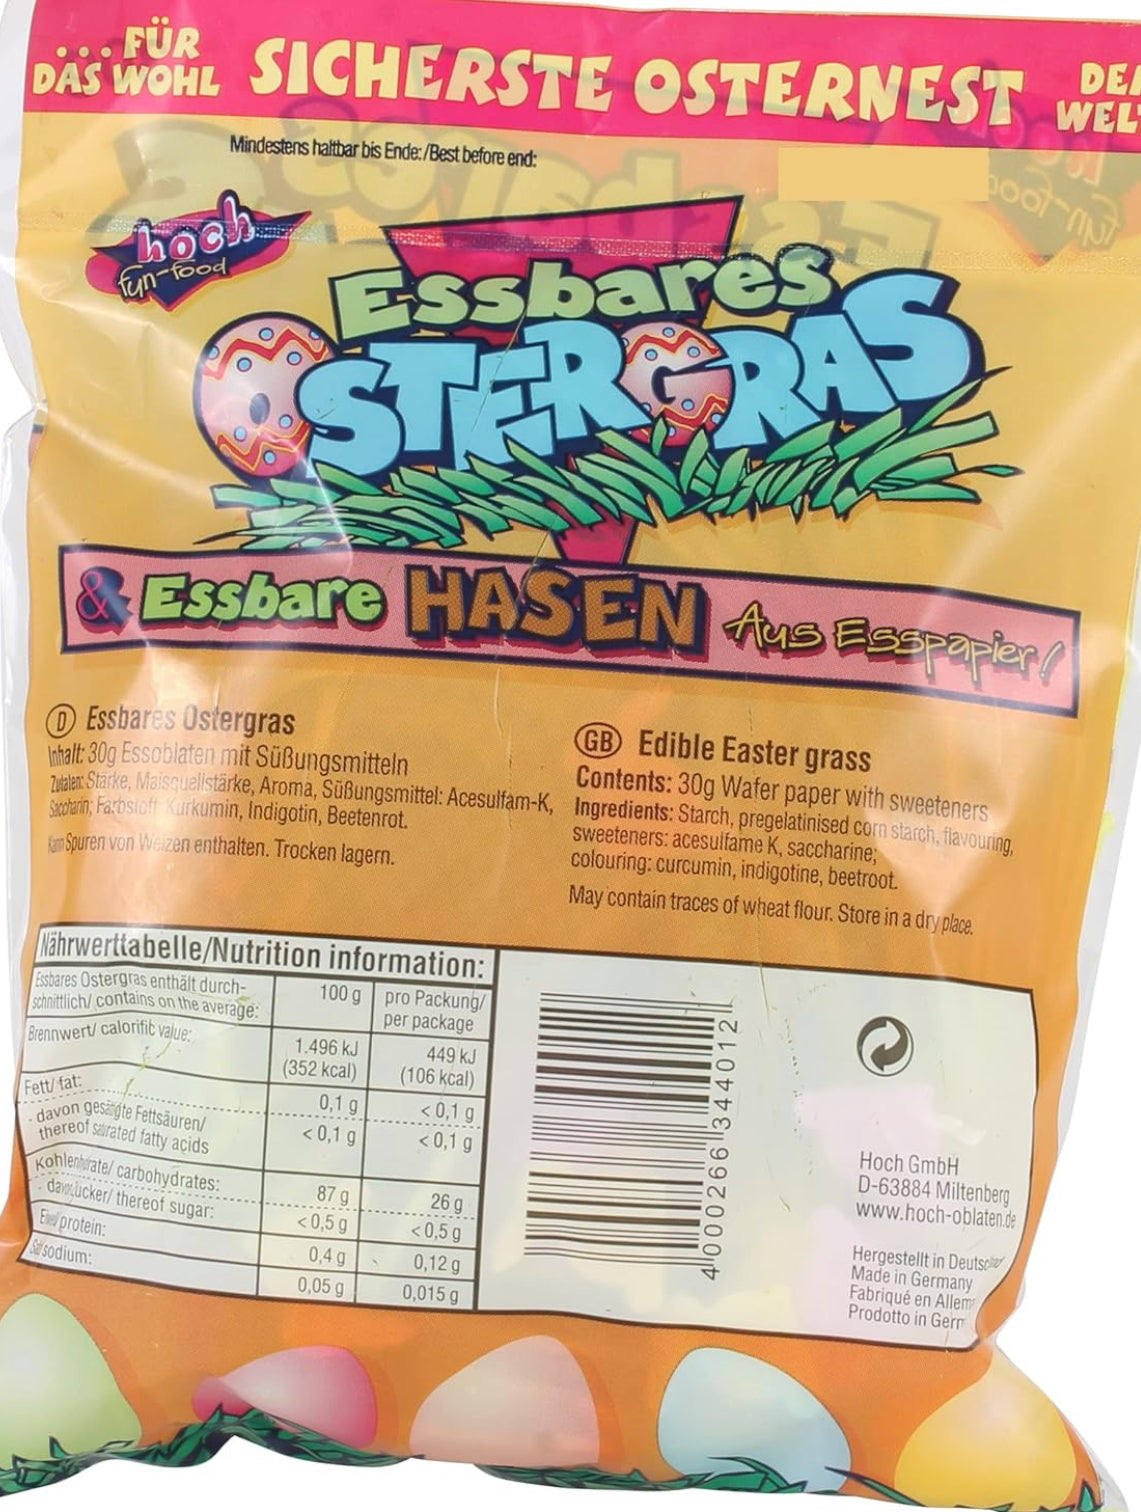 ...FÜR
DAS WOHL
SICHERSTE OSTERNEST
DER
WELT
Mindestens haltbar bis Ende:/Best before end:
hoch
fun-food
Essbares
OSTERGRAS
& Essbare HASEN Aus Esspapier!
D Essbares Ostergras
Inhalt: 30g Essoblaten mit Süßungsmitteln
Zutaten: Stärke, Maisquellstärke, Aroma, Süßungsmittel: Acesulfam-K,
Saccharin; Farbstoff Kurkumin, Indigotin, Beetenrot.
Kann Spuren von Weizen enthalten. Trocken lagern.
GB Edible Easter grass
Contents: 30g Wafer paper with sweeteners
Ingredients: Starch, pregelatinised corn starch, flavouring,
sweeteners: acesulfame K, saccharine;
colouring: curcumin, indigotine, beetroot.
May contain traces of wheat flour. Store in a dry place.
Nährwerttabelle/Nutrition information:
Essbares Ostergras enthält durch-
schnittlich/ contains on the average:
100 g
pro Packung/
per package
Brennwert/ calorific value:
1.496 kJ
(352 kcal)
449 kJ
(106 kcal)
Fett/ fat:
0,1 g
< 0,1 g
- davon gesättigte Fettsäuren/
thereof saturated fatty acids
< 0,1 g
< 0,1 g
Kohlenhydrate/ carbohydrates:
87 g
26 g
- davon Zucker/ thereof sugar:
< 0,5 g
< 0,5 g
protein:
0,4 g
0,12 g
sodium:
0,05 g
0,015 g
4 000266 344012
Hoch GmbH
D-63884 Miltenberg
www.hoch-oblaten.de
Hergestellt in
Made in Germany
Fabriqué en
Prodotto in